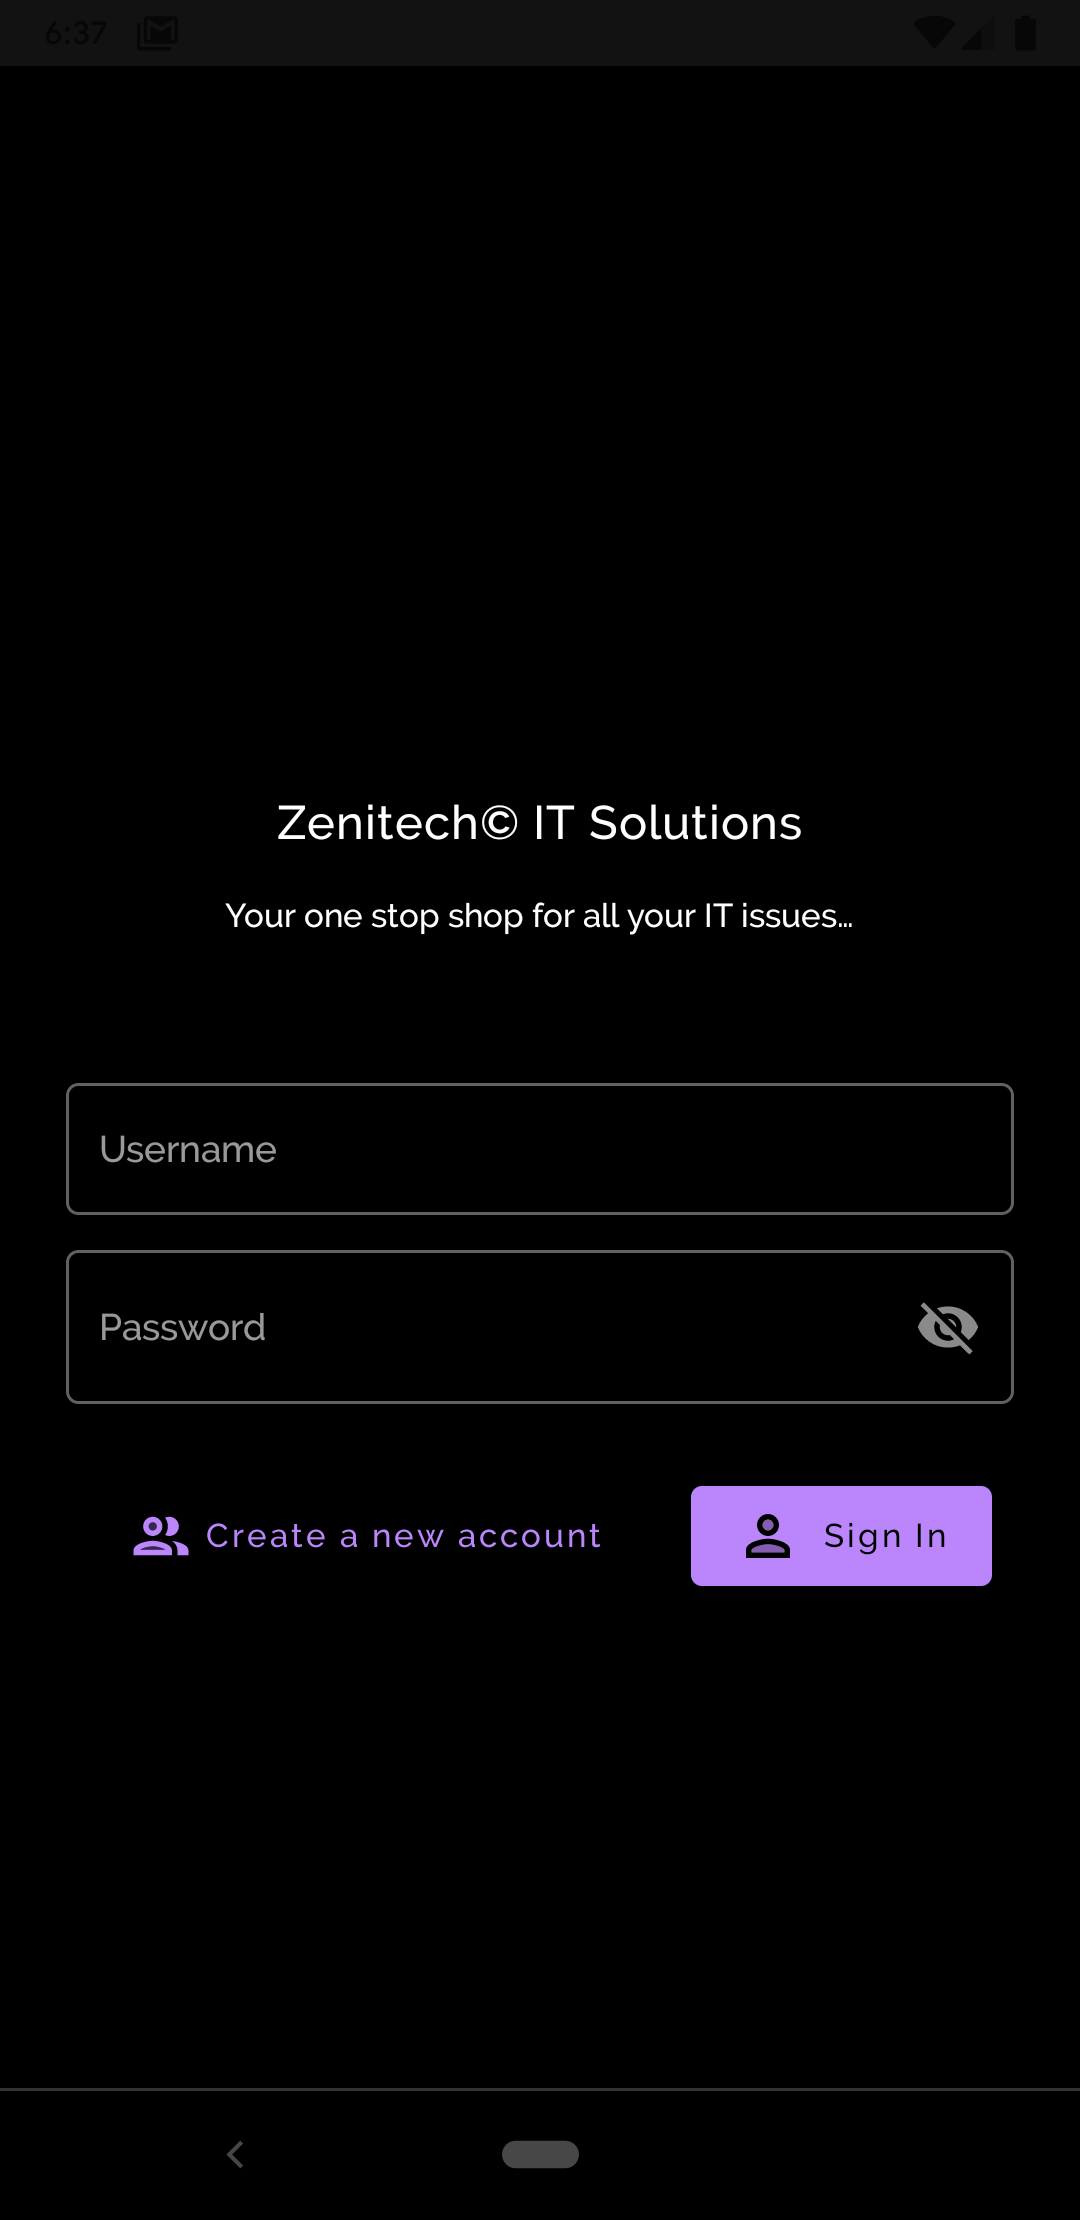 6:37
Zenitech© IT Solutions
Your one stop shop for all your IT issues...
Username
Password
Create a new account
Sign In